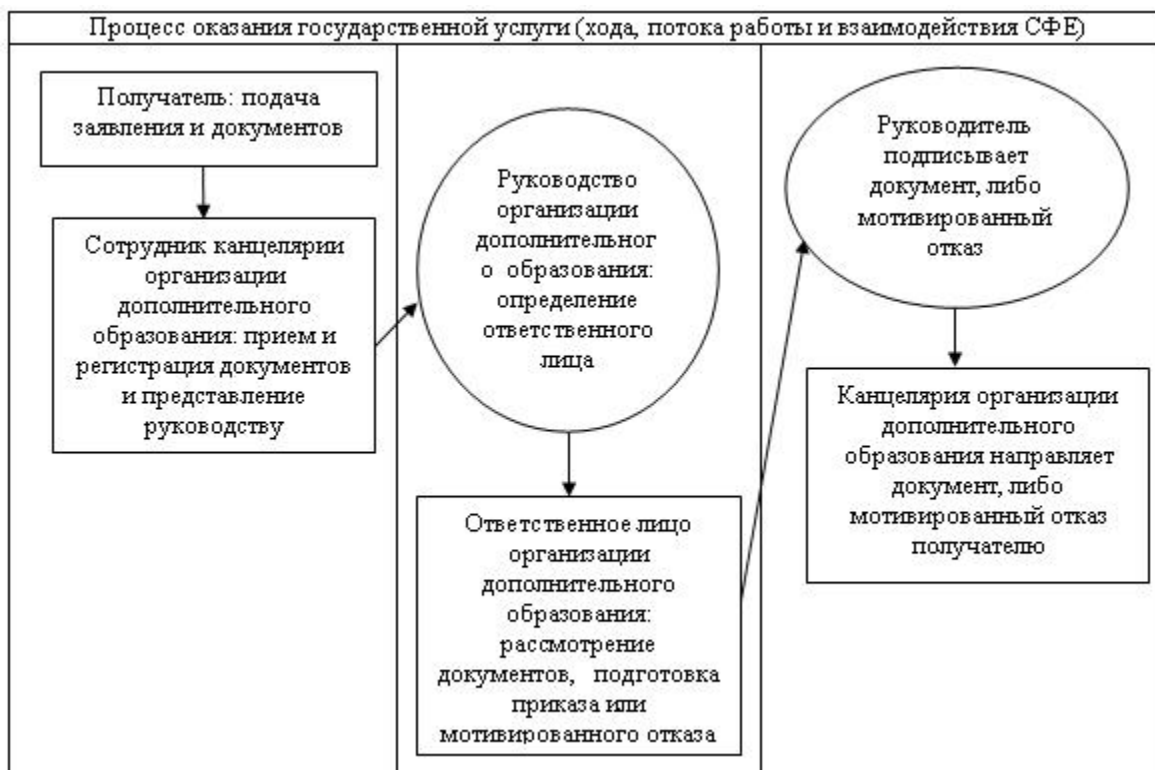 Процесс оказания государственной услуги (хода, потока работы и взаимодействия СФЕ)
Получатель: подача
заявления и документов
Сотрудник канцелярии
организации
дополнительного
образования: прием и
регистрация документов
и представление
руководству
Руководство
организации
дополнительног
о образования:
определение
ответственного
лица
Ответственное лицо
организации
дополнительного
образования:
рассмотрение
документов, подготовка
приказа или
мотивированного отказа
Руководитель
подписывает
документ, либо
мотивированный
отказ
Канцелярия организации
дополнительного
образования направляет
документ, либо
мотивированный отказ
получателю